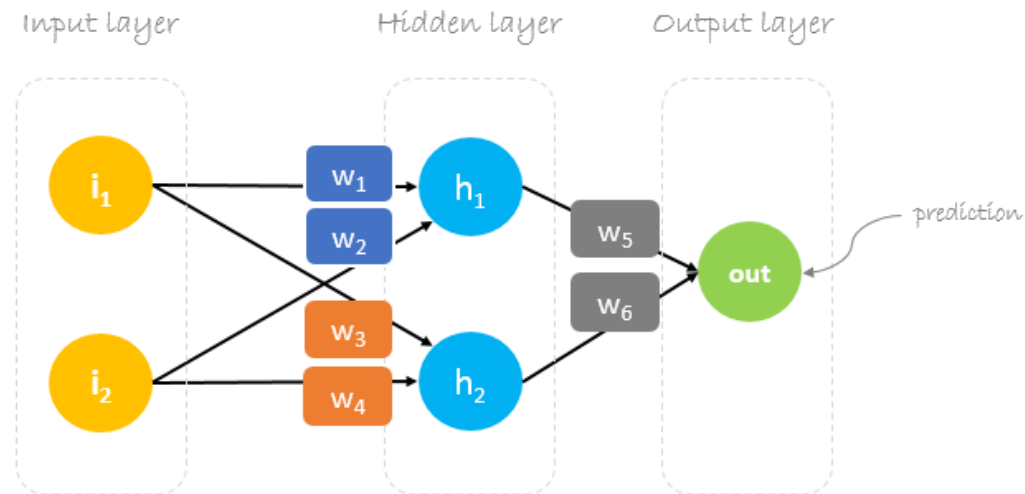 Input layer
Hidden layer
Output layer
i₁
w₁
h₁
w₂
w₅
prediction
out
w₆
w₃
i₂
w₄
h₂